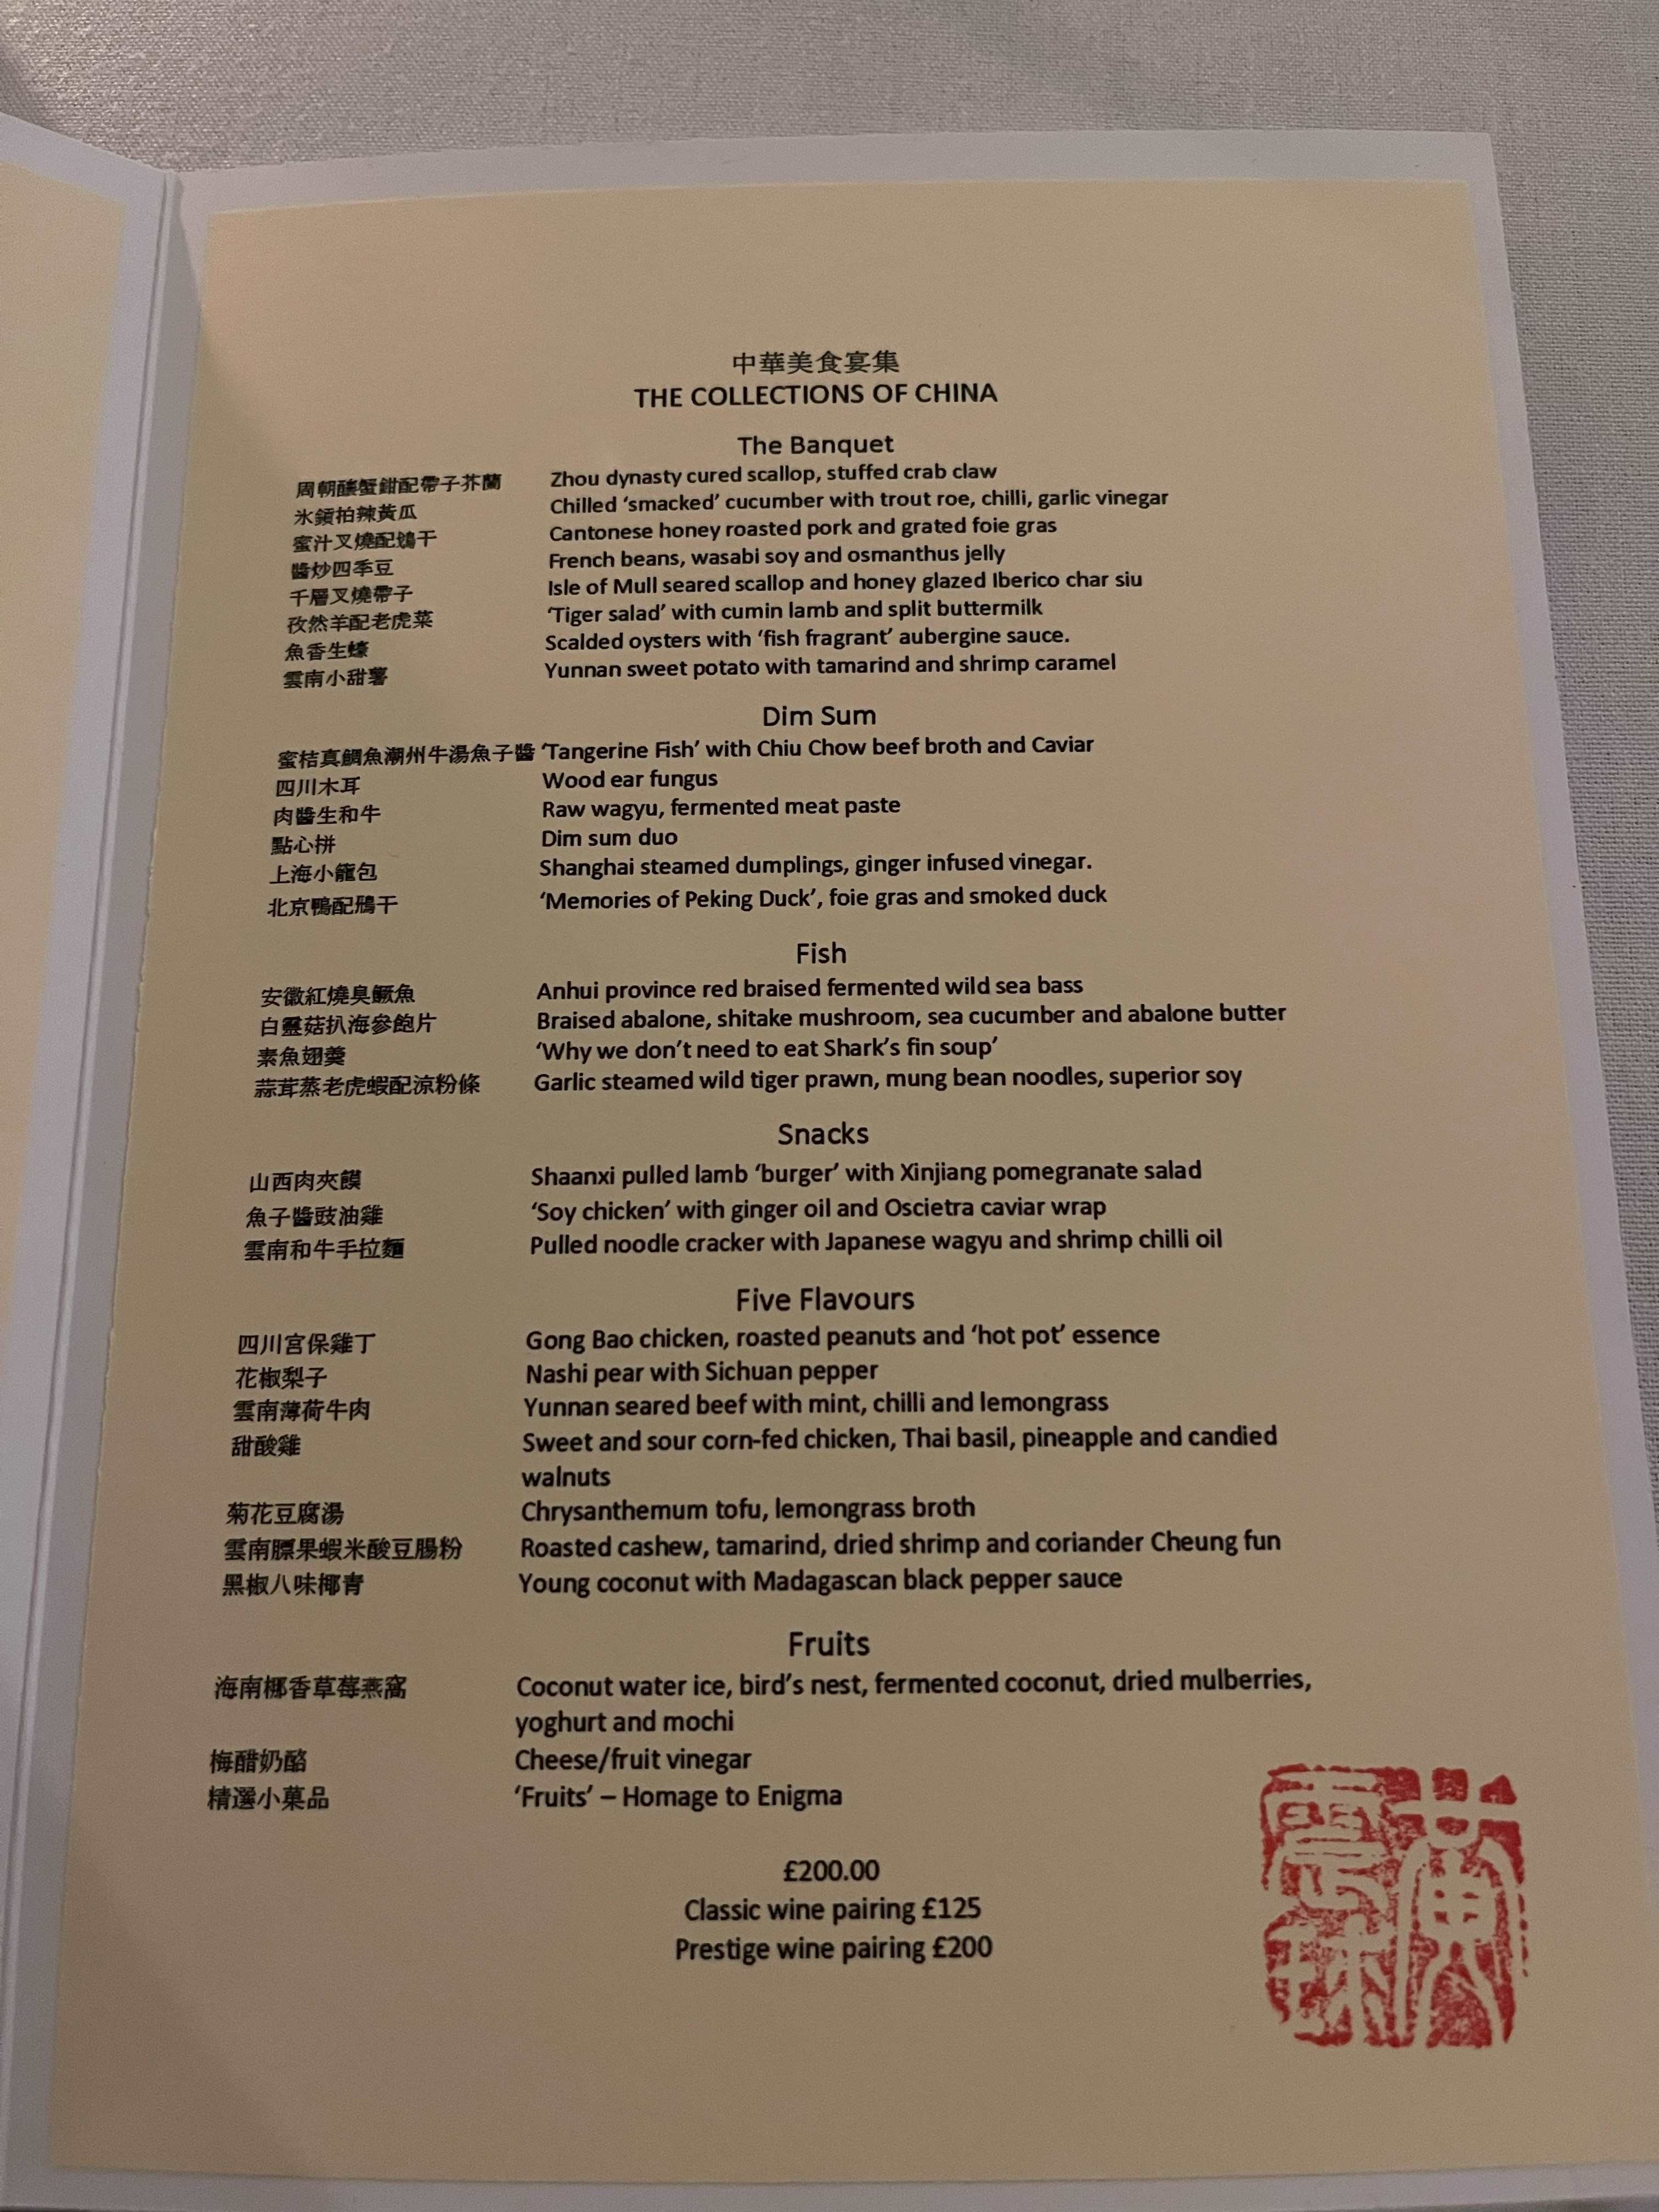 中華美食宴集
THE COLLECTIONS OF CHINA
The Banquet
周朝釀蟹鉗配帶子芥蘭 Zhou dynasty cured scallop, stuffed crab claw
氷鎮拍辣黃瓜 Chilled ‘smacked’ cucumber with trout roe, chilli, garlic vinegar
蜜汁叉燒配鵝干 Cantonese honey roasted pork and grated foie gras
醬炒四季豆 French beans, wasabi soy and osmanthus jelly
千層叉燒帶子 Isle of Mull seared scallop and honey glazed Iberico char siu
孜然羊配老虎菜 ‘Tiger salad’ with cumin lamb and split buttermilk
魚香生蠔 Scalded oysters with ‘fish fragrant’ aubergine sauce.
雲南小甜薯 Yunnan sweet potato with tamarind and shrimp caramel
Dim Sum
蜜桔真鯛魚潮州牛湯魚子醬 ‘Tangerine Fish’ with Chiu Chow beef broth and Caviar
四川木耳 Wood ear fungus
肉醬生和牛 Raw wagyu, fermented meat paste
點心拼 Dim sum duo
上海小籠包 Shanghai steamed dumplings, ginger infused vinegar.
北京鴨配鵝干 ‘Memories of Peking Duck’, foie gras and smoked duck
Fish
安徽紅燒臭鱖魚 Anhui province red braised fermented wild sea bass
白靈菇扒海參鮑片 Braised abalone, shitake mushroom, sea cucumber and abalone butter
素魚翅羹 ‘Why we don’t need to eat Shark’s fin soup’
蒜茸蒸老虎蝦配涼粉條 Garlic steamed wild tiger prawn, mung bean noodles, superior soy
Snacks
山西肉夾饃 Shaanxi pulled lamb ‘burger’ with Xinjiang pomegranate salad
魚子醬豉油雞 ‘Soy chicken’ with ginger oil and Oscietra caviar wrap
雲南和牛手拉麵 Pulled noodle cracker with Japanese wagyu and shrimp chilli oil
Five Flavours
四川宮保雞丁 Gong Bao chicken, roasted peanuts and ‘hot pot’ essence
花椒梨子 Nashi pear with Sichuan pepper
雲南薄荷牛肉 Yunnan seared beef with mint, chilli and lemongrass
甜酸雞 Sweet and sour corn-fed chicken, Thai basil, pineapple and candied
walnuts
菊花豆腐湯 Chrysanthemum tofu, lemongrass broth
雲南腰果蝦米酸豆腸粉 Roasted cashew, tamarind, dried shrimp and coriander Cheung fun
黑椒八味椰青 Young coconut with Madagascan black pepper sauce
Fruits
海南椰香草莓燕窩 Coconut water ice, bird’s nest, fermented coconut, dried mulberries,
yoghurt and mochi
梅醋奶酪 Cheese/fruit vinegar
精選小菓品 ‘Fruits’ – Homage to Enigma
£200.00
Classic wine pairing £125
Prestige wine pairing £200